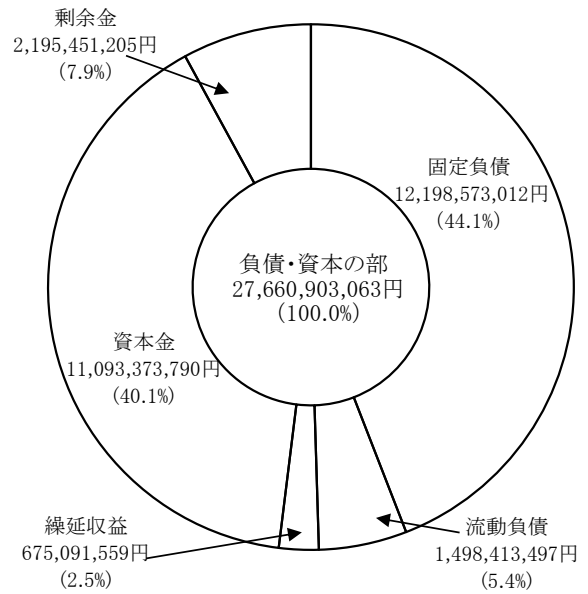 剰余金
2,195,451,205円
(7.9%)
固定負債
12,198,573,012円
(44.1%)
負債・資本の部
27,660,903,063円
(100.0%)
資本金
11,093,373,790円
(40.1%)
繰延収益
675,091,559円
(2.5%)
流動負債
1,498,413,497円
(5.4%)